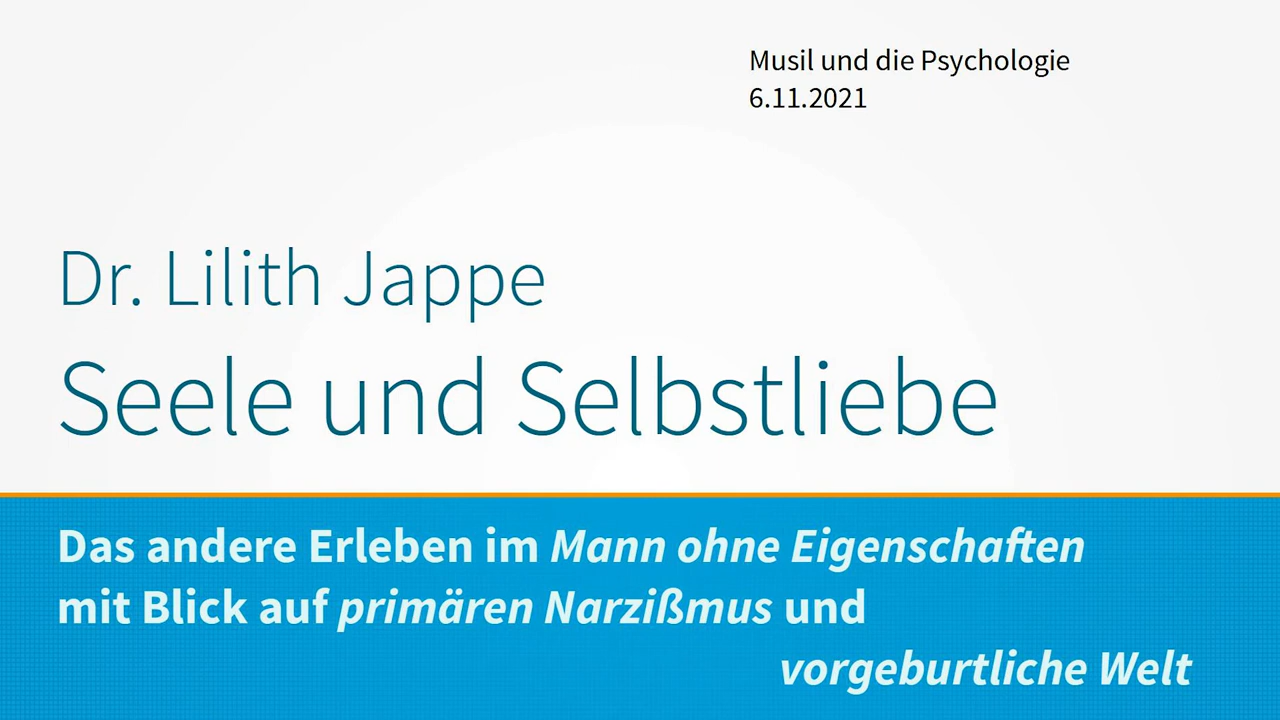 Musil und die Psychologie
6.11.2021
Dr. Lilith Jappe
Seele und Selbstliebe
Das andere Erleben im Mann ohne Eigenschaften
mit Blick auf primären Narzißmus und
vorgeburtliche Welt